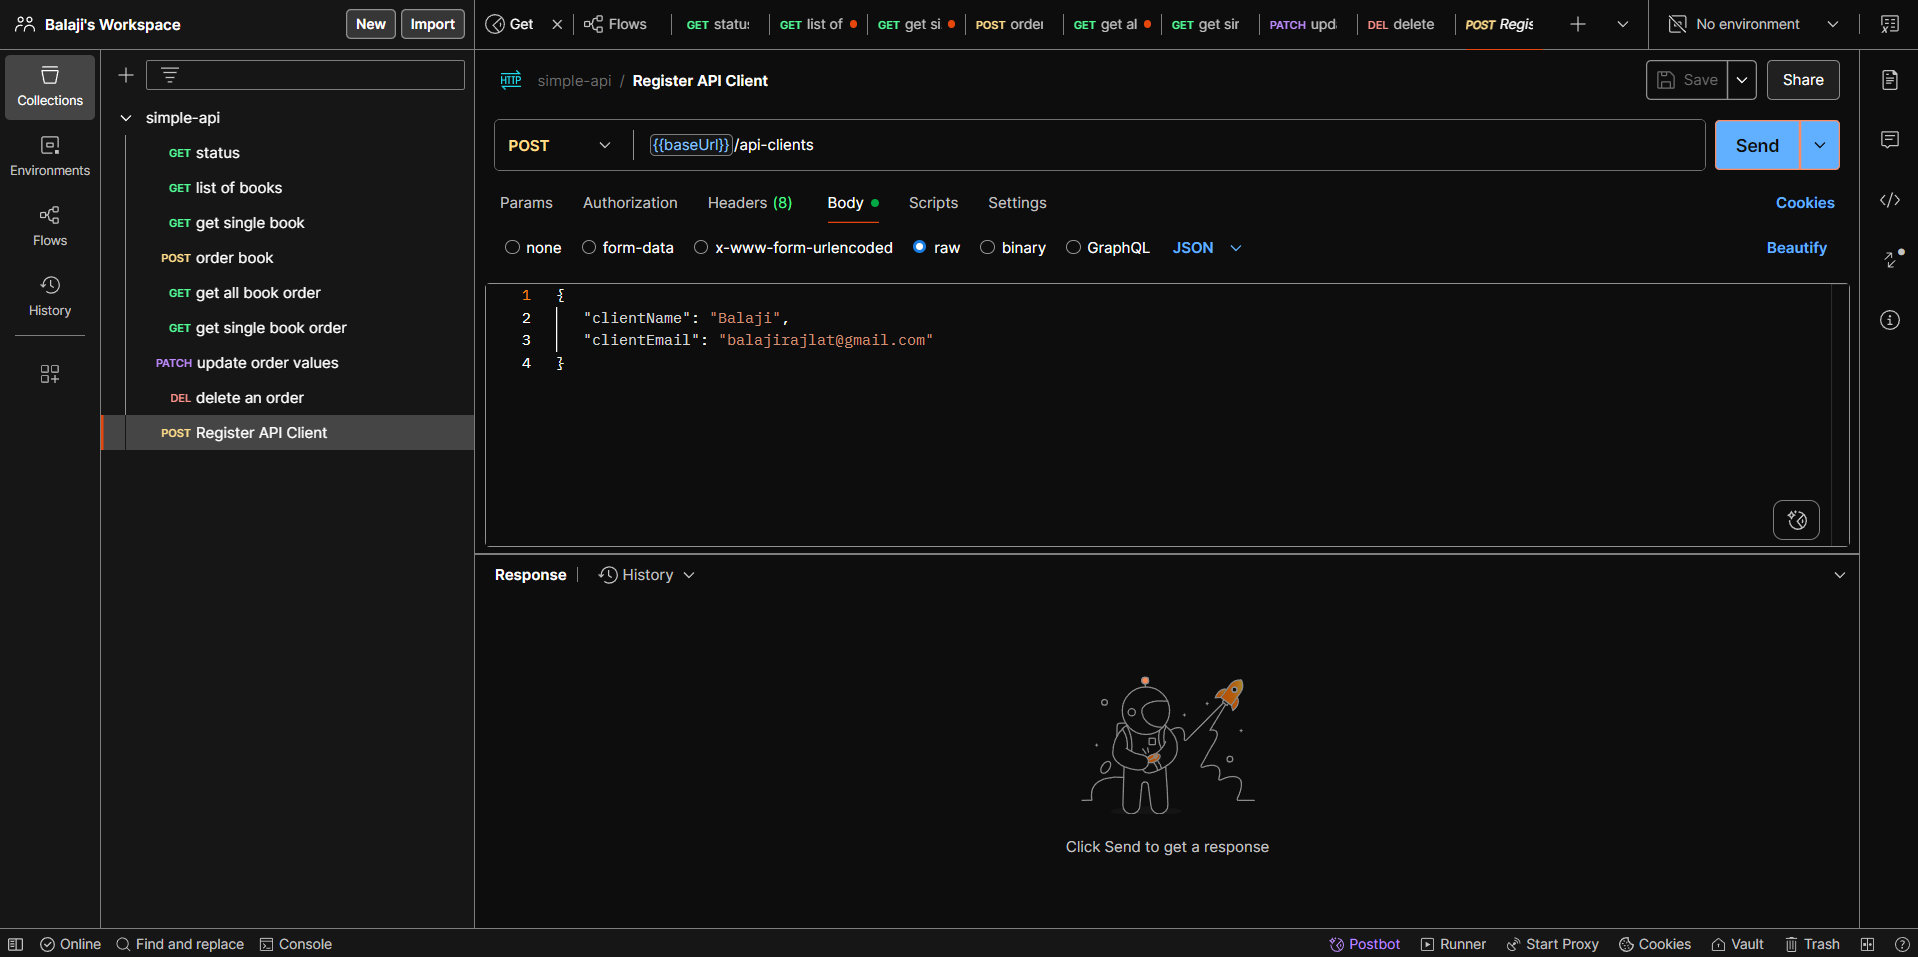 Balaji's Workspace
New
Import
Get
Flows
GET statu
GET list of
GET get si
POST order
GET get al
GET get sir
PATCH upd
DEL delete
POST Regis
No environment
Collections
Environments
Flows
History
simple-api
GET status
GET list of books
GET get single book
POST order book
GET get all book order
GET get single book order
PATCH update order values
DEL delete an order
POST Register API Client
HTTP simple-api / Register API Client
Save
Share
POST
{{baseUrl}}/api-clients
Send
Params
Authorization
Headers (8)
Body
Scripts
Settings
Cookies
none
form-data
x-www-form-urlencoded
raw
binary
GraphQL
JSON
Beautify
1 {
2 "clientName": "Balaji",
3 "clientEmail": "balajirajlat@gmail.com"
4 }
Response
History
Click Send to get a response
Online
Find and replace
Console
Postbot
Runner
Start Proxy
Cookies
Vault
Trash